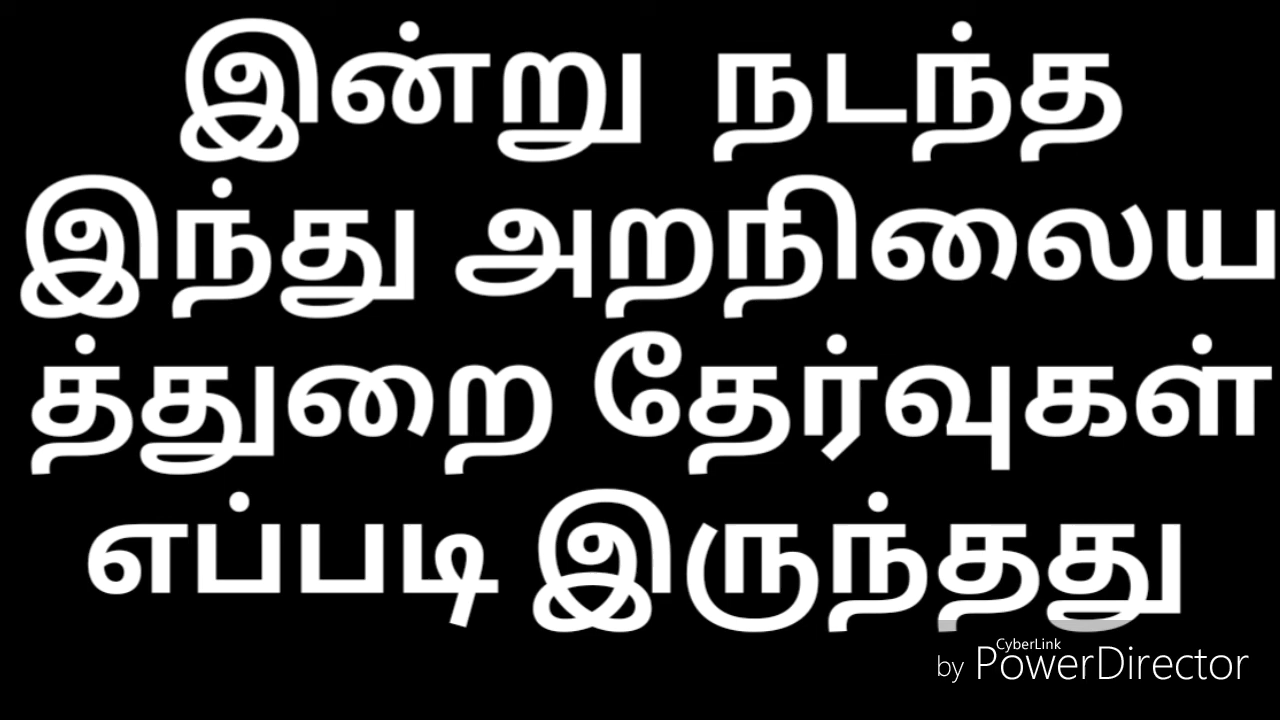 இன்று நடந்த
இந்து அறநிலைய
த்துறை தேர்வுகள்
எப்படி இருந்தது
CyberLink
by PowerDirector